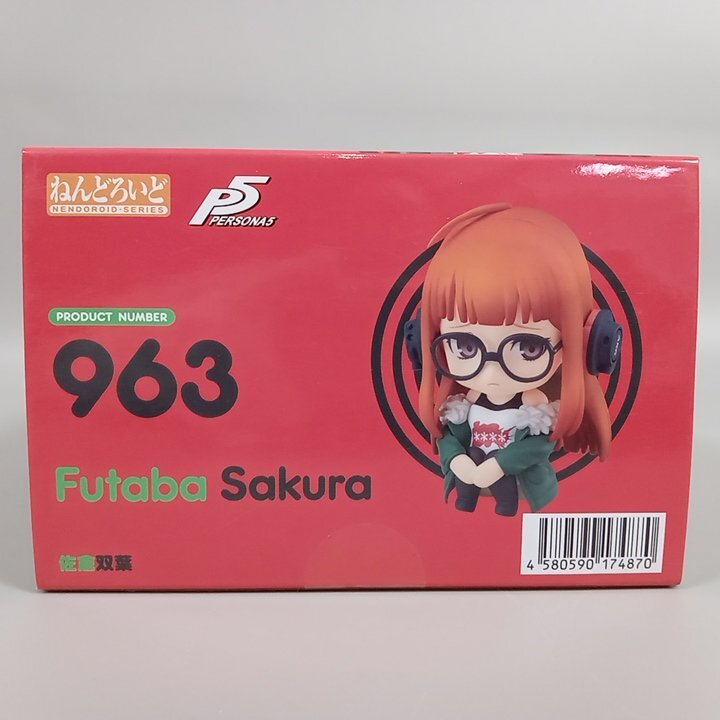 ねんどろいど
NENDOROID-SERIES
P5
PERSONA5
PRODUCT NUMBER
963
Futaba Sakura
佐倉双葉
4 580590 174870